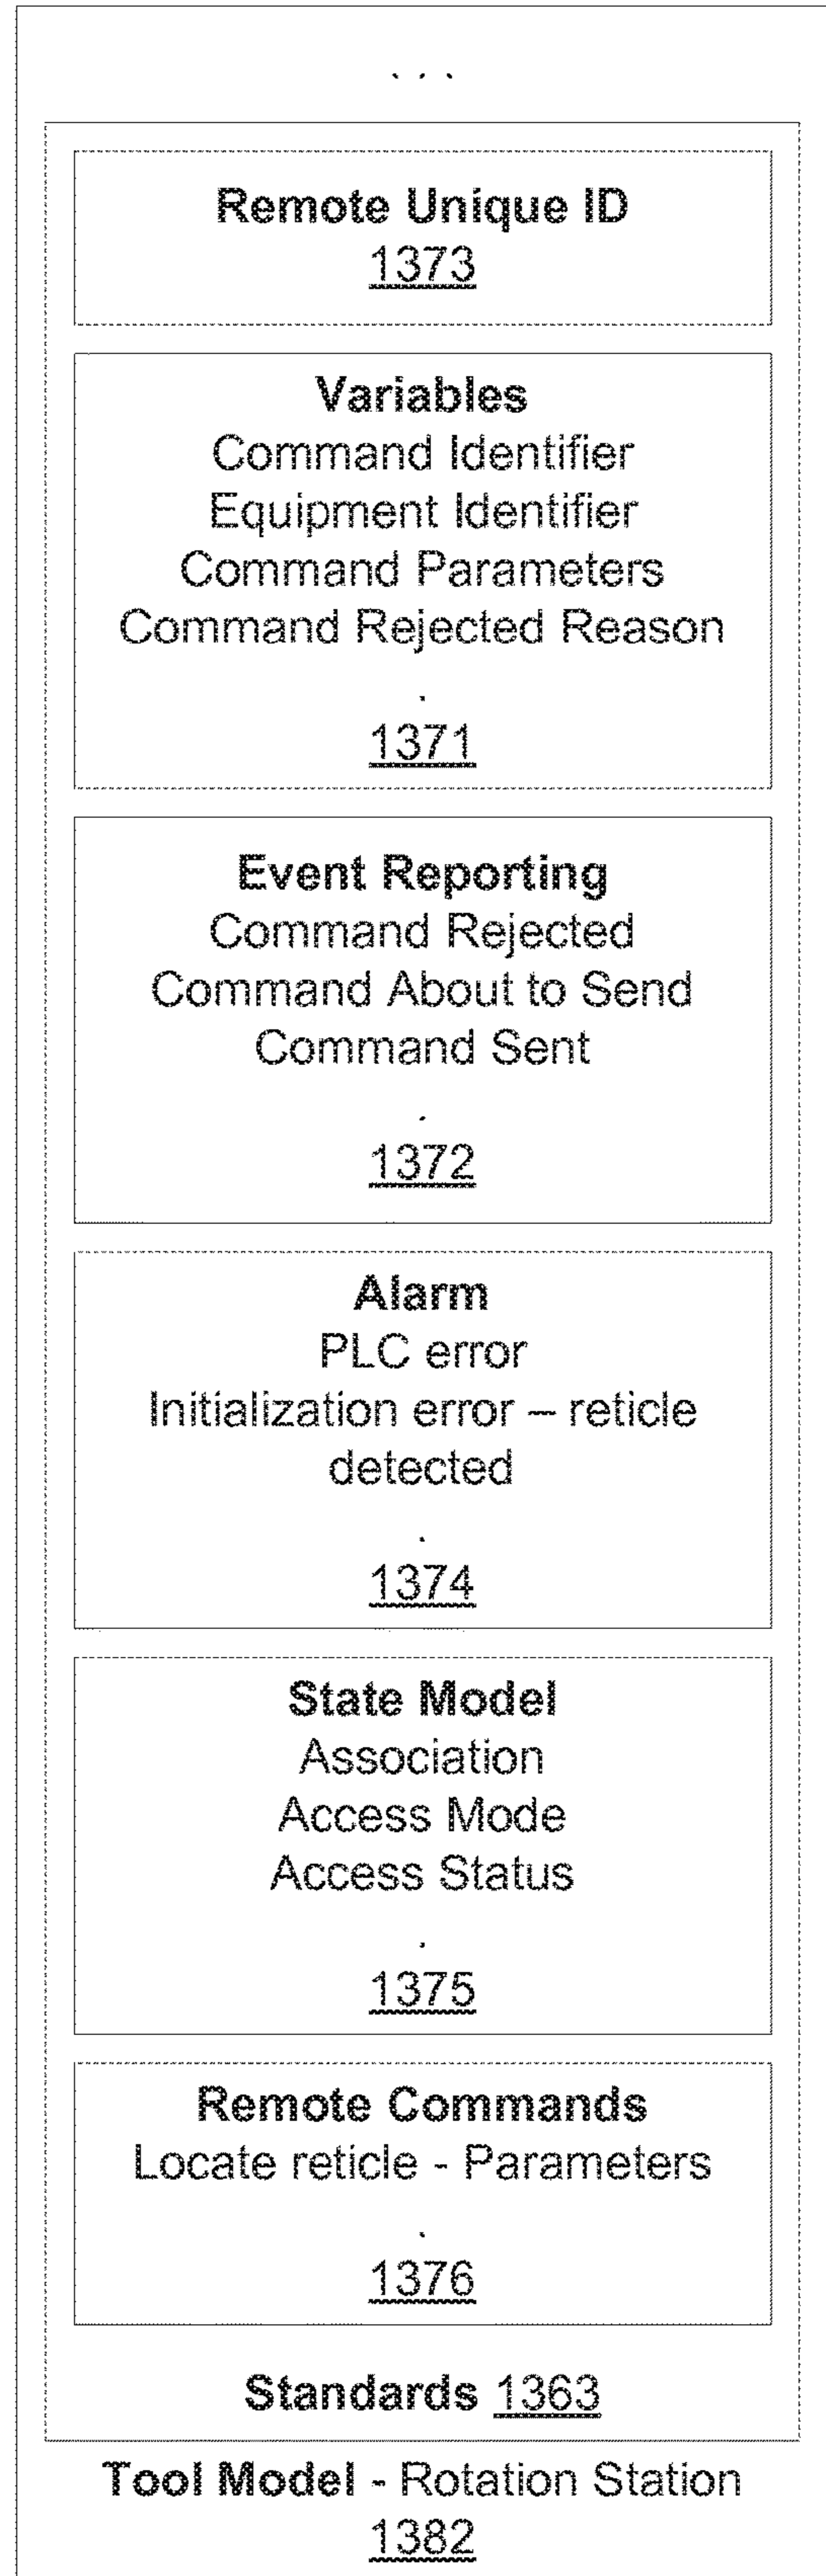 . . .
Remote Unique ID
1373
Variables
Command Identifier
Equipment Identifier
Command Parameters
Command Rejected Reason
.
1371
Event Reporting
Command Rejected
Command About to Send
Command Sent
.
1372
Alarm
PLC error
Initialization error – reticle
detected
.
1374
State Model
Association
Access Mode
Access Status
.
1375
Remote Commands
Locate reticle - Parameters
.
1376
Standards 1363
Tool Model - Rotation Station
1382